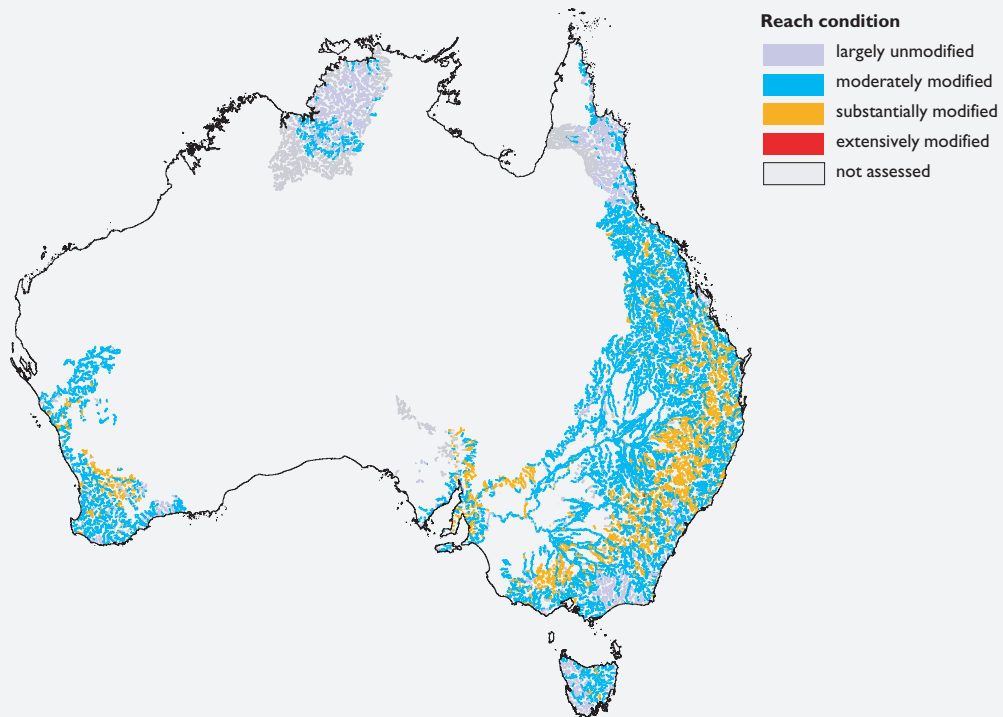 Reach condition
largely unmodified
moderately modified
substantially modified
extensively modified
not assessed